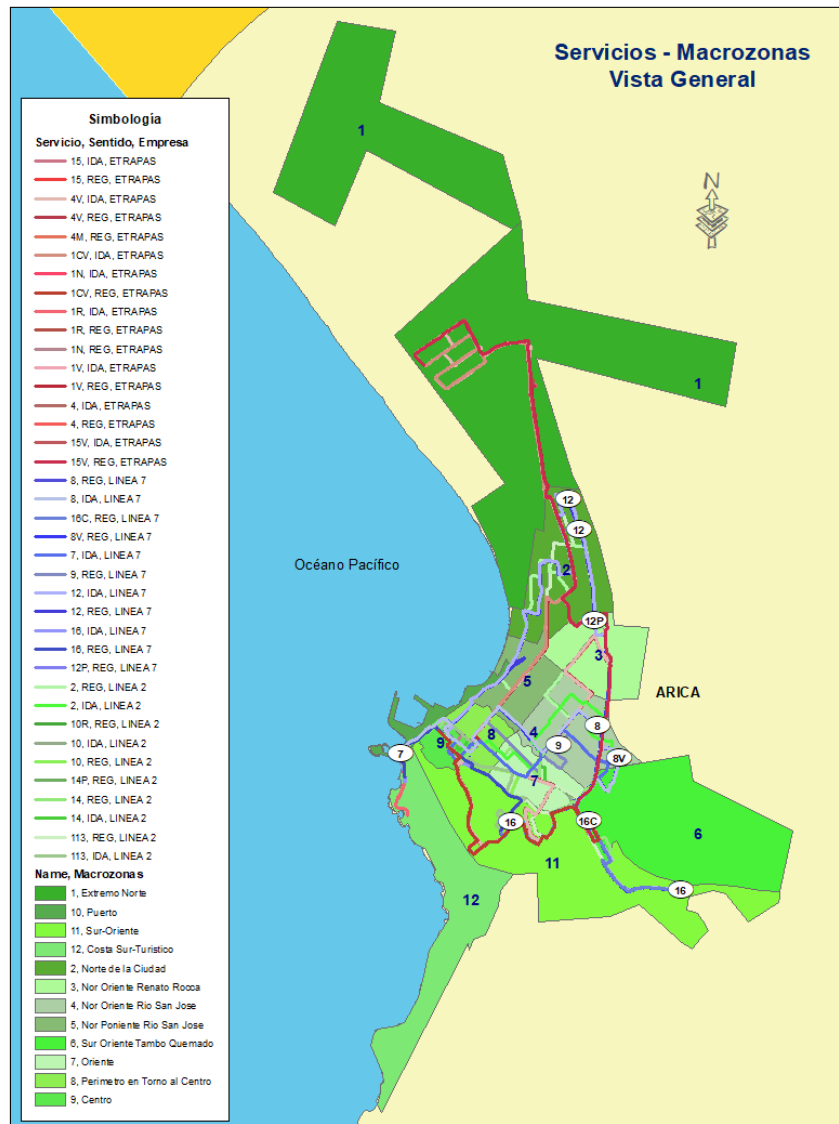 Servicios - Macrozonas
Vista General
Simbología
Servicio, Sentido, Empresa
15, IDA, ETRAPAS
15, REG, ETRAPAS
4V, IDA, ETRAPAS
4V, REG, ETRAPAS
4M, REG, ETRAPAS
1CV, IDA, ETRAPAS
1N, IDA, ETRAPAS
1CV, REG, ETRAPAS
1R, IDA, ETRAPAS
1R, REG, ETRAPAS
1N, REG, ETRAPAS
1V, IDA, ETRAPAS
1V, REG, ETRAPAS
4, IDA, ETRAPAS
4, REG, ETRAPAS
15V, IDA, ETRAPAS
15V, REG, ETRAPAS
8, REG, LINEA 7
8, IDA, LINEA 7
16C, REG, LINEA 7
8V, REG, LINEA 7
7, IDA, LINEA 7
9, REG, LINEA 7
12, IDA, LINEA 7
12, REG, LINEA 7
16, IDA, LINEA 7
16, REG, LINEA 7
12P, REG, LINEA 7
2, REG, LINEA 2
2, IDA, LINEA 2
10R, REG, LINEA 2
10, IDA, LINEA 2
10, REG, LINEA 2
14P, REG, LINEA 2
14, REG, LINEA 2
14, IDA, LINEA 2
113, REG, LINEA 2
113, IDA, LINEA 2
Name, Macrozonas
1, Extremo Norte
10, Puerto
11, Sur-Oriente
12, Costa Sur-Turistico
2, Norte de la Ciudad
3, Nor Oriente Renato Rocca
4, Nor Oriente Rio San Jose
5, Nor Poniente Rio San Jose
6, Sur Oriente Tambo Quemado
7, Oriente
8, Perimetro en Torno al Centro
9, Centro
1
N
1
12
12
Océano Pacífico
2
12P
3
5
ARICA
8
4
8
9
9
7
8V
7
16
16C
6
11
16
12